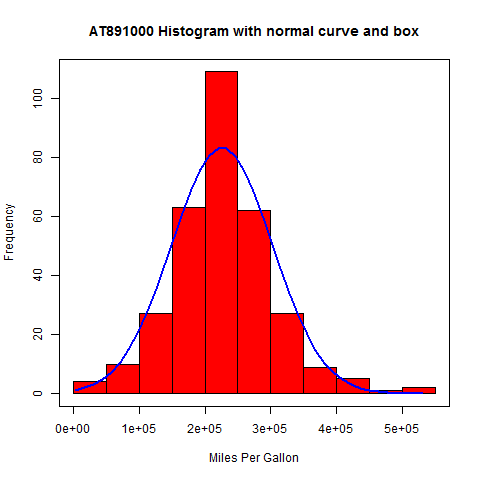 AT891000 Histogram with normal curve and box
Frequency
100
80
60
40
20
0
0e+00 1e+05 2e+05 3e+05 4e+05 5e+05
Miles Per Gallon